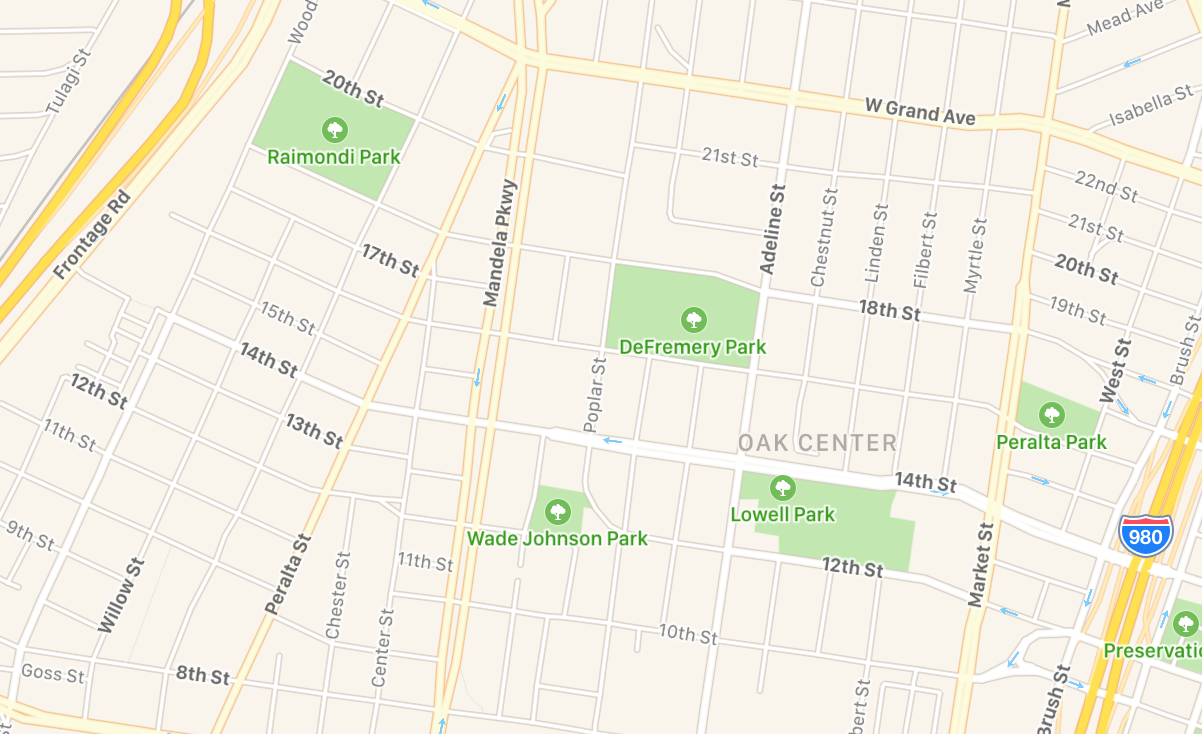 Mead Ave
Wood
Tulagi St
20th St
W Grand Ave
Isabella St
Raimondi Park
21st St
22nd St
Frontage Rd
Mandela Pkwy
Adeline St
Chestnut St
Linden St
Filbert St
Myrtle St
21st St
17th St
20th St
15th St
18th St
19th St
DeFremery Park
14th St
Poplar St
West St
Brush St
12th St
13th St
OAK CENTER
Peralta Park
11th St
14th St
Lowell Park
9th St
Wade Johnson Park
980
11th St
12th St
Market St
Willow St
Peralta St
Chester St
Center St
10th St
Preservatio
Goss St
8th St
bert St
Brush St